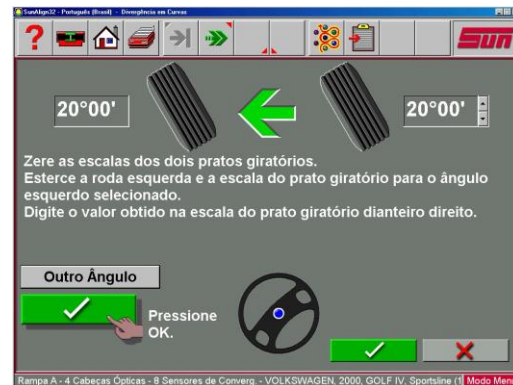 SunAlign32 - Português (Brasil) - Divergência em Curvas
?
Sun
20°00'
20°00'
Zere as escalas dos dois pratos giratórios.
Esterce a roda esquerda e a escala do prato giratório para o ângulo
esquerdo selecionado.
Digite o valor obtido na escala do prato giratório dianteiro direito.
Outro Ângulo
Pressione
OK.
Rampa A - 4 Cabeças Ópticas - 8 Sensores de Converg. - VOLKSWAGEN, 2000, GOLF IV, Sportsline (1
Modo Menu